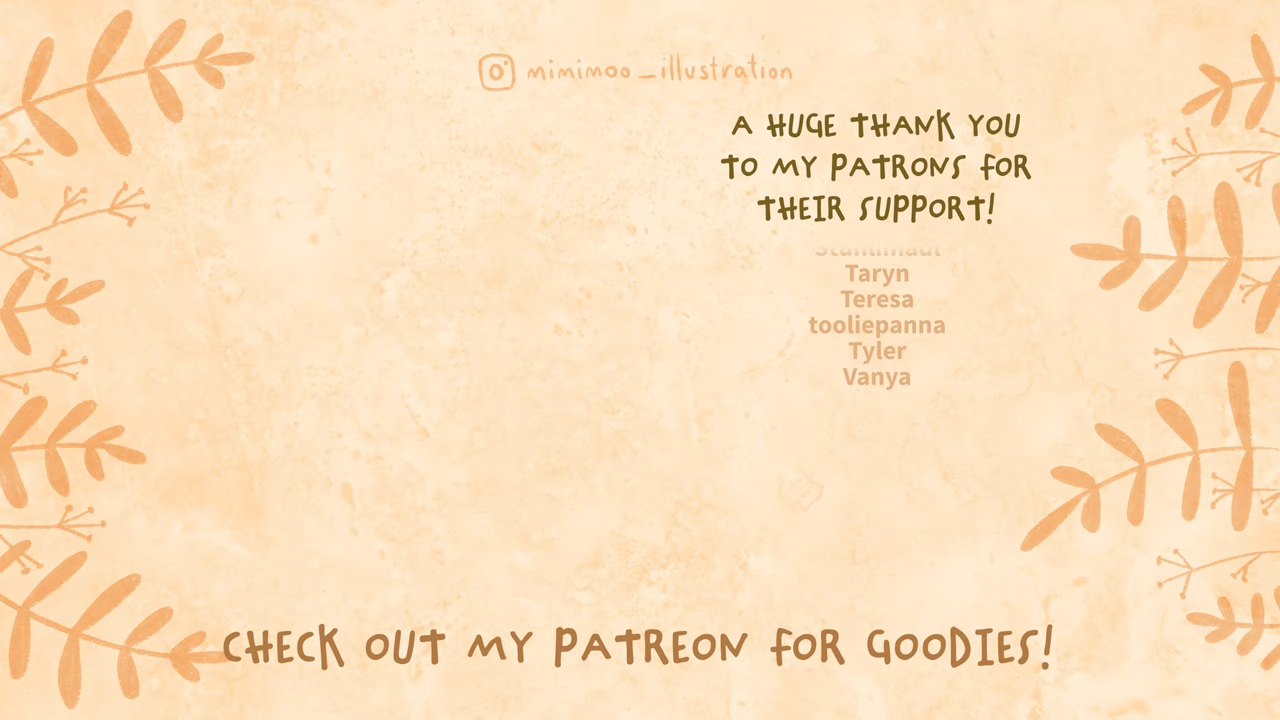 mimimoo_illustration
A HUGE THANK YOU
TO MY PATRONS FOR
THEIR SUPPORT!
Taryn
Teresa
tooliepanna
Tyler
Vanya
CHECK OUT MY PATREON FOR GOODIES!